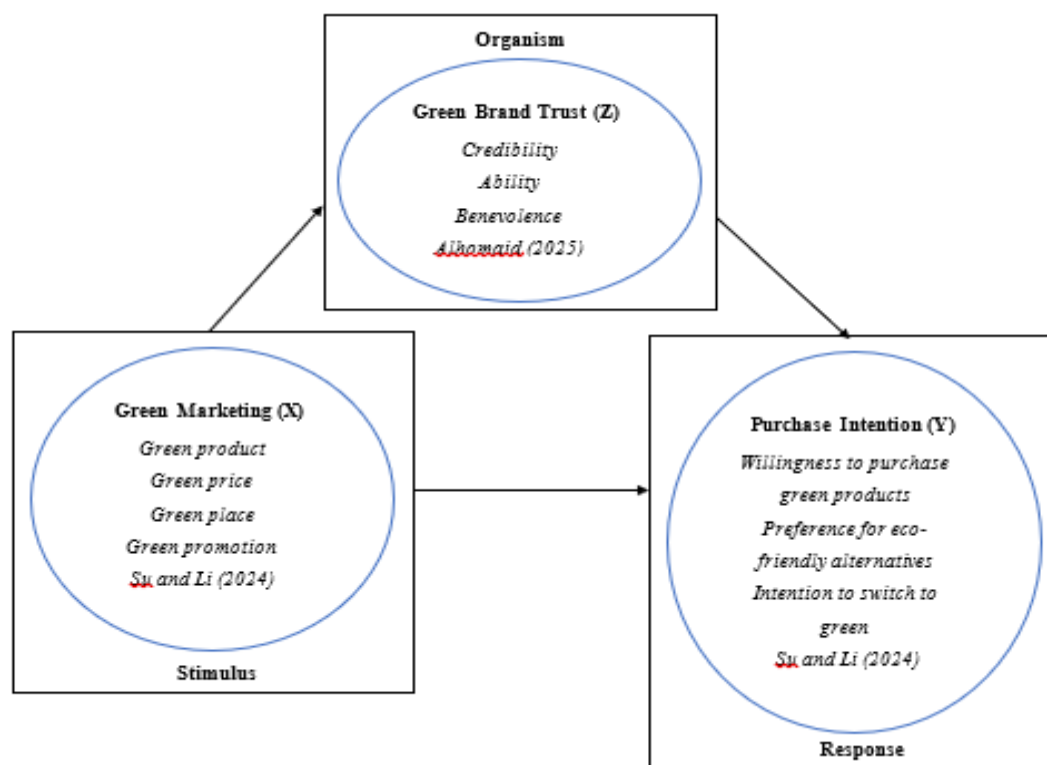 Organism
Green Brand Trust (Z)
Credibility
Ability
Benevolence
Alhomaid (2025)
Green Marketing (X)
Green product
Green price
Green place
Green promotion
Su and Li (2024)
Stimulus
Purchase Intention (Y)
Willingness to purchase
green products
Preference for eco-
friendly alternatives
Intention to switch to
green
Su and Li (2024)
Response